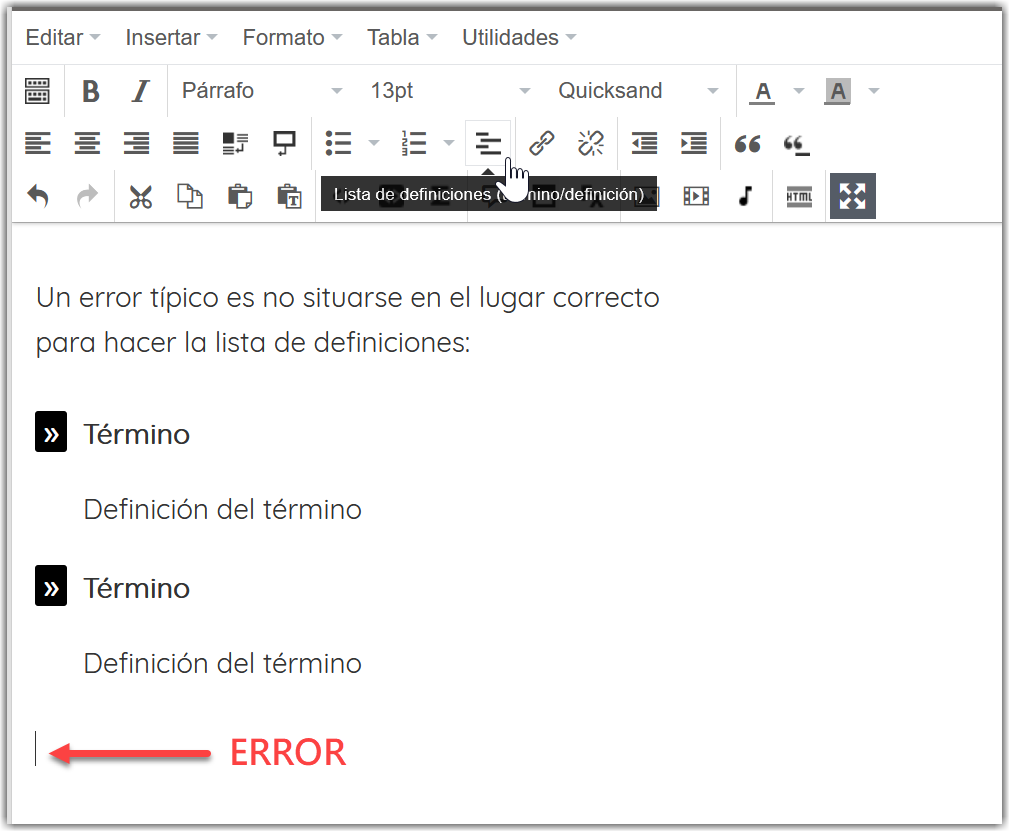 Editar Insertar Formato Tabla Utilidades
B I Párrafo 13pt Quicksand A A
Lista de definiciones ( /definición) HTML
Un error típico es no situarse en el lugar correcto
para hacer la lista de definiciones:
» Término
Definición del término
» Término
Definición del término
ERROR